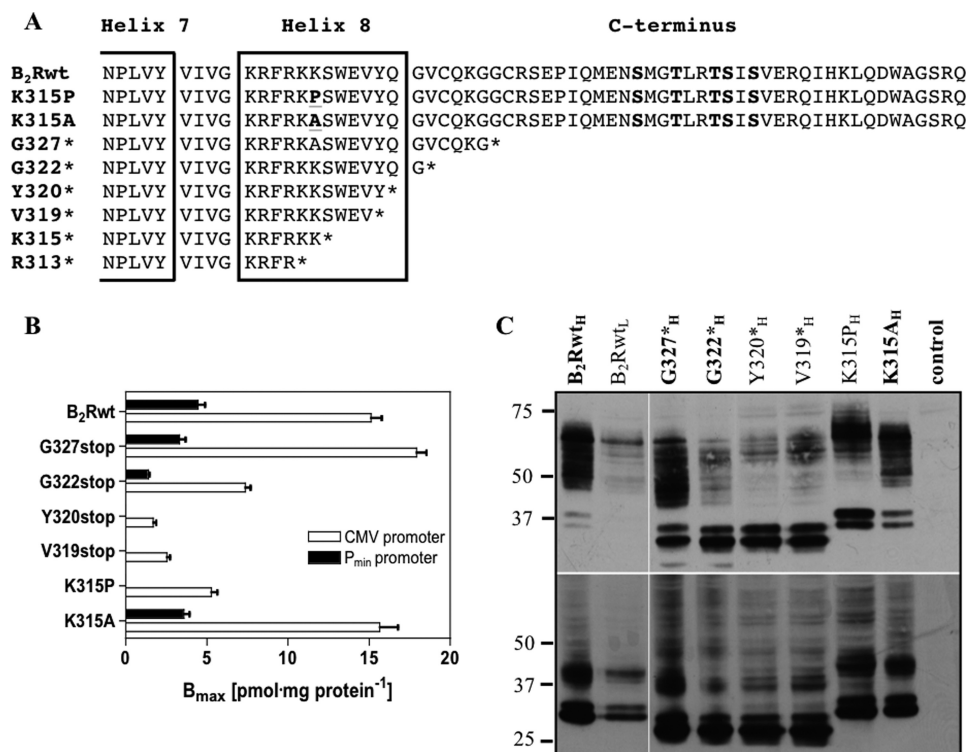 A
Helix 7 Helix 8 C-terminus
B2Rwt NPLVY VIVG KRFRKKSWEVYQ GVCQKGGCRSEPIQMENSMGTLRTSISVERQIHKLQDWAGSRQ
K315P NPLVY VIVG KRFRKPSWEVYQ GVCQKGGCRSEPIQMENSMGTLRTSISVERQIHKLQDWAGSRQ
K315A NPLVY VIVG KRFRKASWEVYQ GVCQKGGCRSEPIQMENSMGTLRTSISVERQIHKLQDWAGSRQ
G327* NPLVY VIVG KRFRKASWEVYQ GVCQKG*
G322* NPLVY VIVG KRFRKKSWEVYQ G*
Y320* NPLVY VIVG KRFRKKSWEVY*
V319* NPLVY VIVG KRFRKKSWEV*
K315* NPLVY VIVG KRFRKK*
R313* NPLVY VIVG KRFR*
B
B2Rwt
G327stop
G322stop
Y320stop
V319stop
K315P
K315A
CMV promoter
Pmin promoter
0 5 10 15 20
Bmax [pmol·mg protein-1]
C
B2RwtH B2RwtL G327*H G322*H Y320*H V319*H K315PH K315AH control
75
50
37
50
37
25